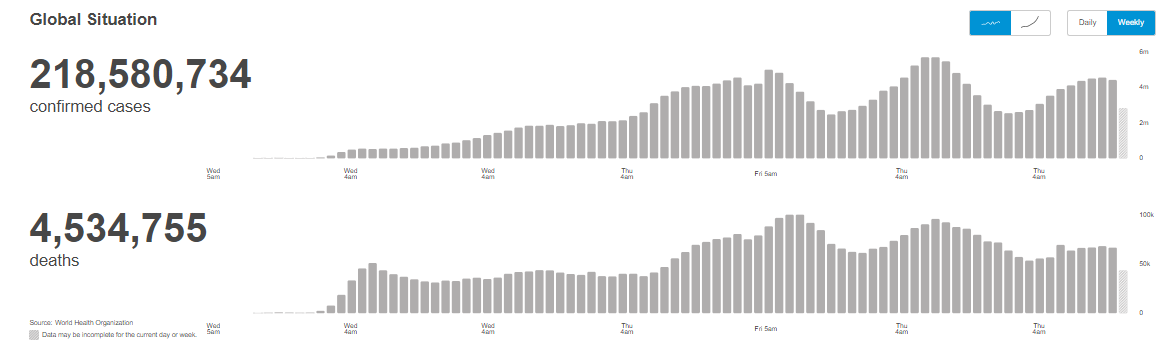 Global Situation
Daily
Weekly
218,580,734
confirmed cases
6m
4m
2m
0
Wed
5am
Wed
4am
Wed
4am
Thu
4am
Fri 5am
Thu
4am
Thu
4am
4,534,755
deaths
100k
50k
0
Source: World Health Organization
Data may be incomplete for the current day or week.
Wed
5am
Wed
4am
Wed
4am
Thu
4am
Fri 5am
Thu
4am
Thu
4am